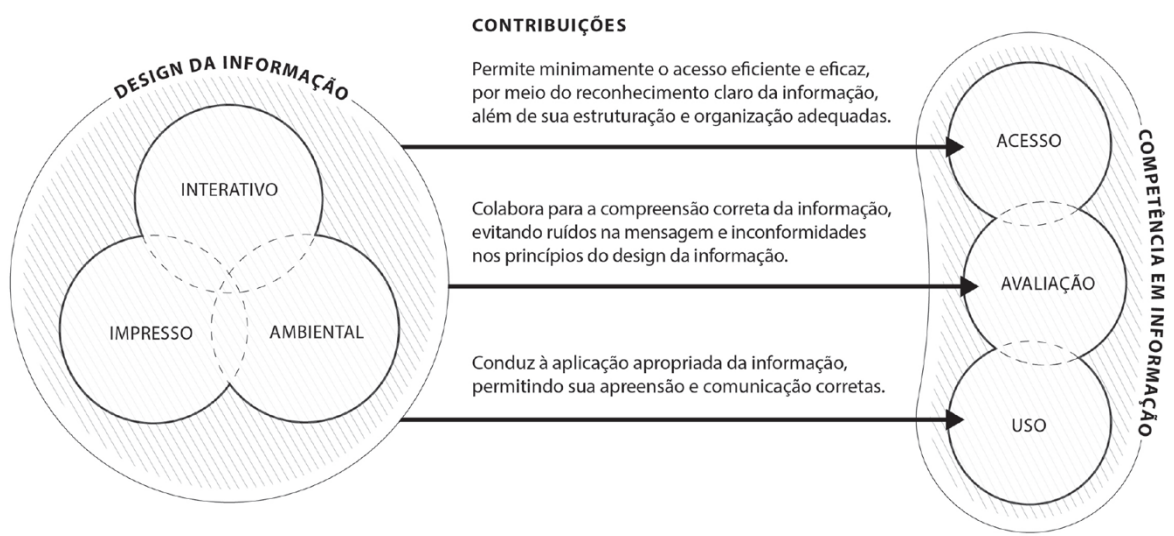 DESIGN DA INFORMAÇÃO
INTERATIVO
IMPRESSO
AMBIENTAL
CONTRIBUIÇÕES
Permite minimamente o acesso eficiente e eficaz,
por meio do reconhecimento claro da informação,
além de sua estruturação e organização adequadas.
Colabora para a compreensão correta da informação,
evitando ruídos na mensagem e inconformidades
nos princípios do design da informação.
Conduz à aplicação apropriada da informação,
permitindo sua apreensão e comunicação corretas.
ACESSO
AVALIAÇÃO
USO
COMPETÊNCIA EM INFORMAÇÃO